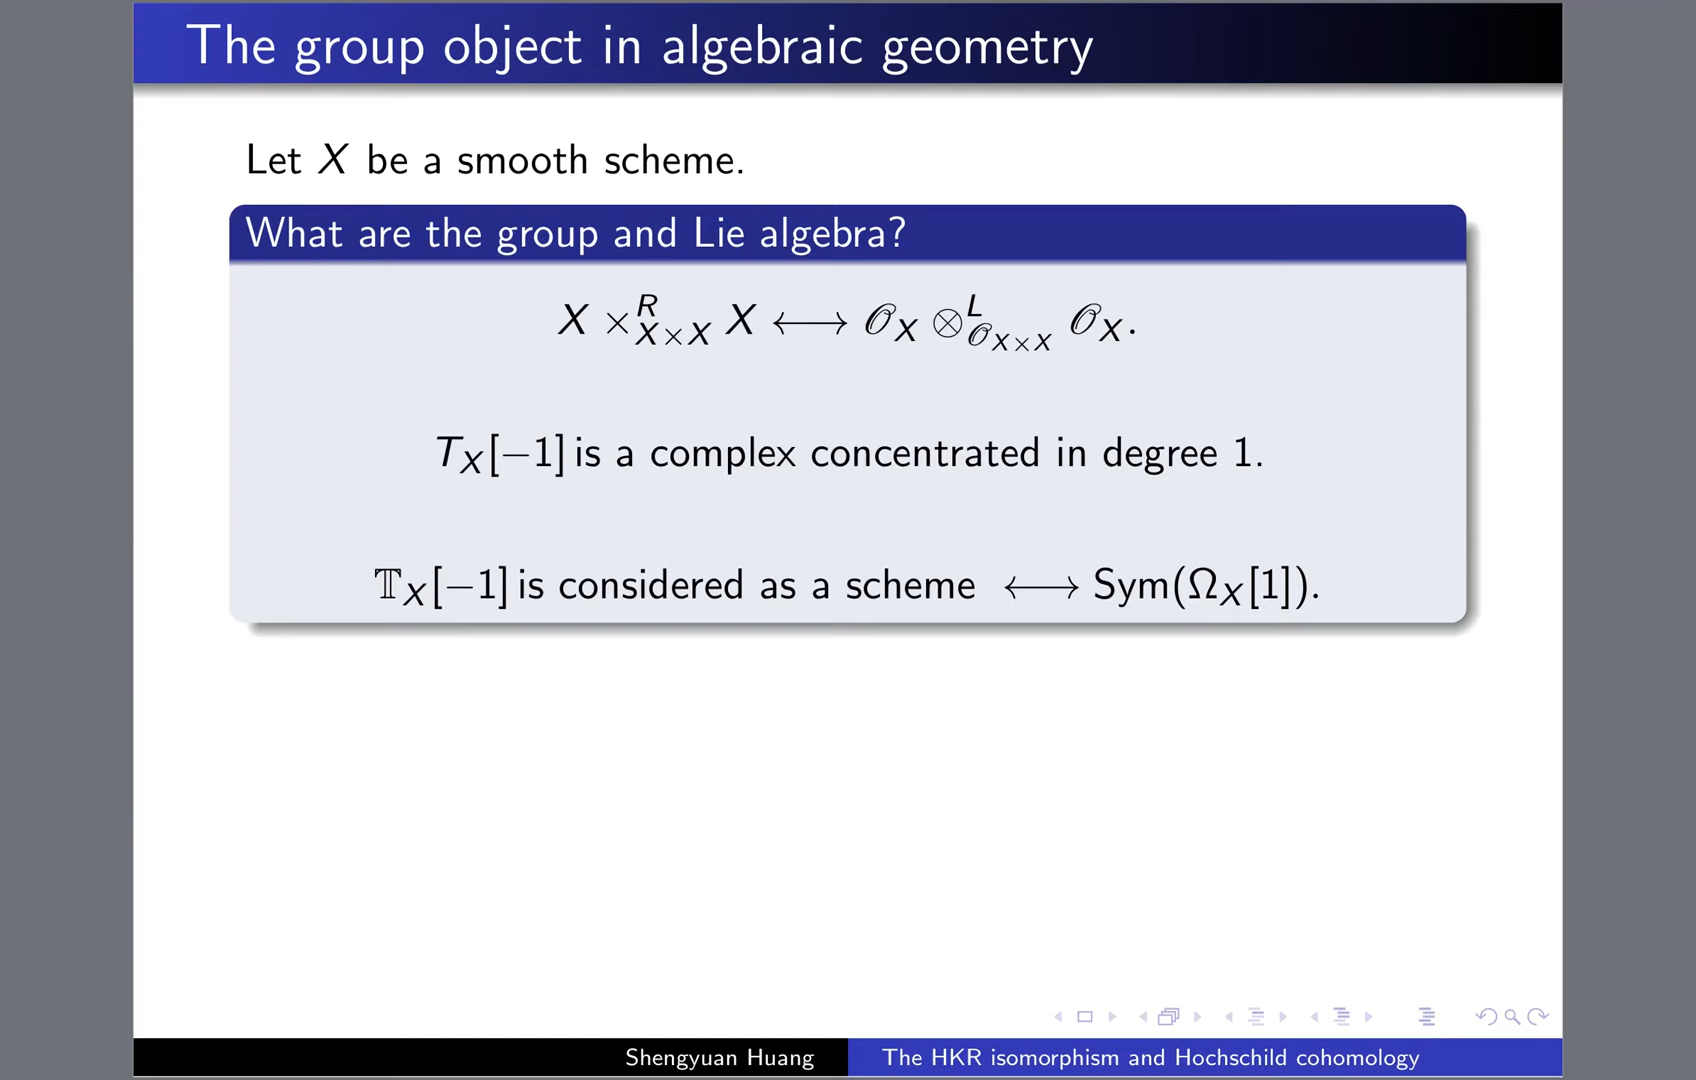 The group object in algebraic geometry
Let X be a smooth scheme.
What are the group and Lie algebra?
X ×^R_{X×X} X ⟷ 𝒪_X ⊗^L_{𝒪_{X×X}} 𝒪_X.
T_X[−1] is a complex concentrated in degree 1.
𝕋_X[−1] is considered as a scheme ⟷ Sym(Ω_X[1]).
Shengyuan Huang
The HKR isomorphism and Hochschild cohomology